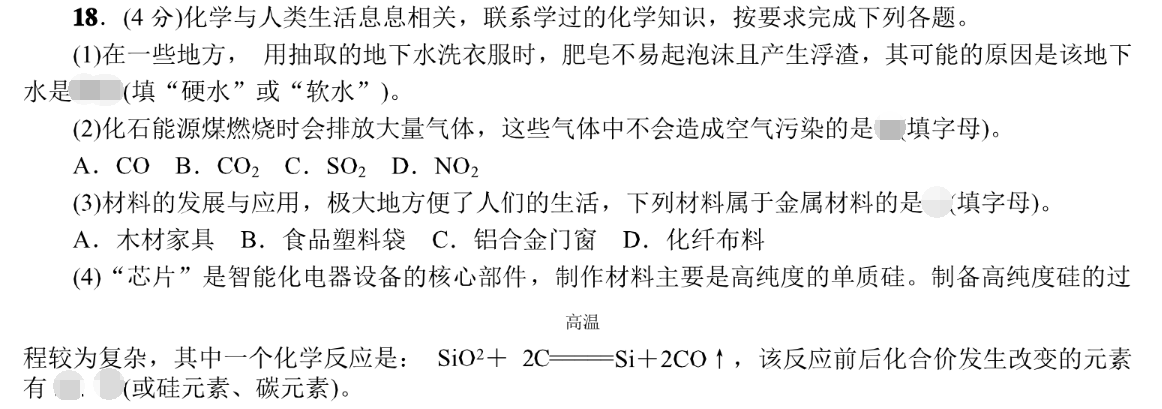 18．(4 分)化学与人类生活息息相关，联系学过的化学知识，按要求完成下列各题。
(1)在一些地方， 用抽取的地下水洗衣服时，肥皂不易起泡沫且产生浮渣，其可能的原因是该地下
水是 (填“硬水”或“软水”)。
(2)化石能源煤燃烧时会排放大量气体，这些气体中不会造成空气污染的是 (填字母)。
A．CO B．CO₂ C．SO₂ D．NO₂
(3)材料的发展与应用，极大地方便了人们的生活，下列材料属于金属材料的是 (填字母)。
A．木材家具 B．食品塑料袋 C．铝合金门窗 D．化纤布料
(4)“芯片”是智能化电器设备的核心部件，制作材料主要是高纯度的单质硅。制备高纯度硅的过
高温
程较为复杂，其中一个化学反应是： SiO²＋ 2C═══Si＋2CO↑，该反应前后化合价发生改变的元素
有 (或硅元素、碳元素)。